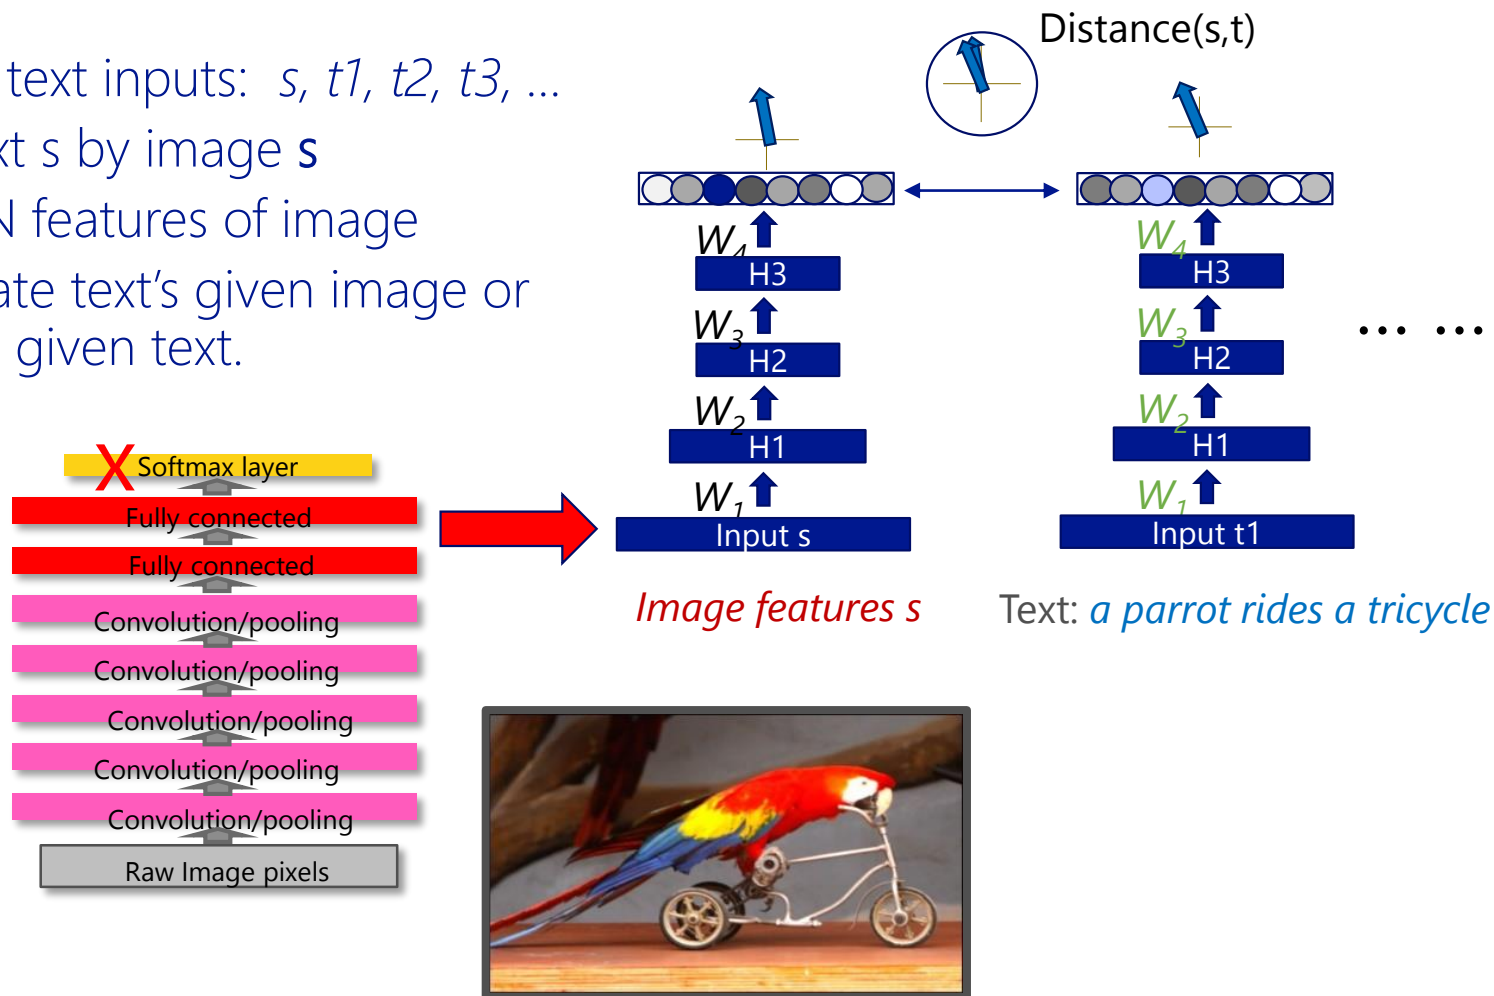 text inputs: s, t1, t2, t3, ...
s by image s
features of image
text's given image or
given text.
Distance(s,t)
W4
H3
W3
H2
W2
H1
W1
Input s
Image features s
W4
H3
W3
H2
W2
H1
W1
Input t1
Text: a parrot rides a tricycle
... ...
X Softmax layer
Fully connected
Fully connected
Convolution/pooling
Convolution/pooling
Convolution/pooling
Convolution/pooling
Convolution/pooling
Raw Image pixels